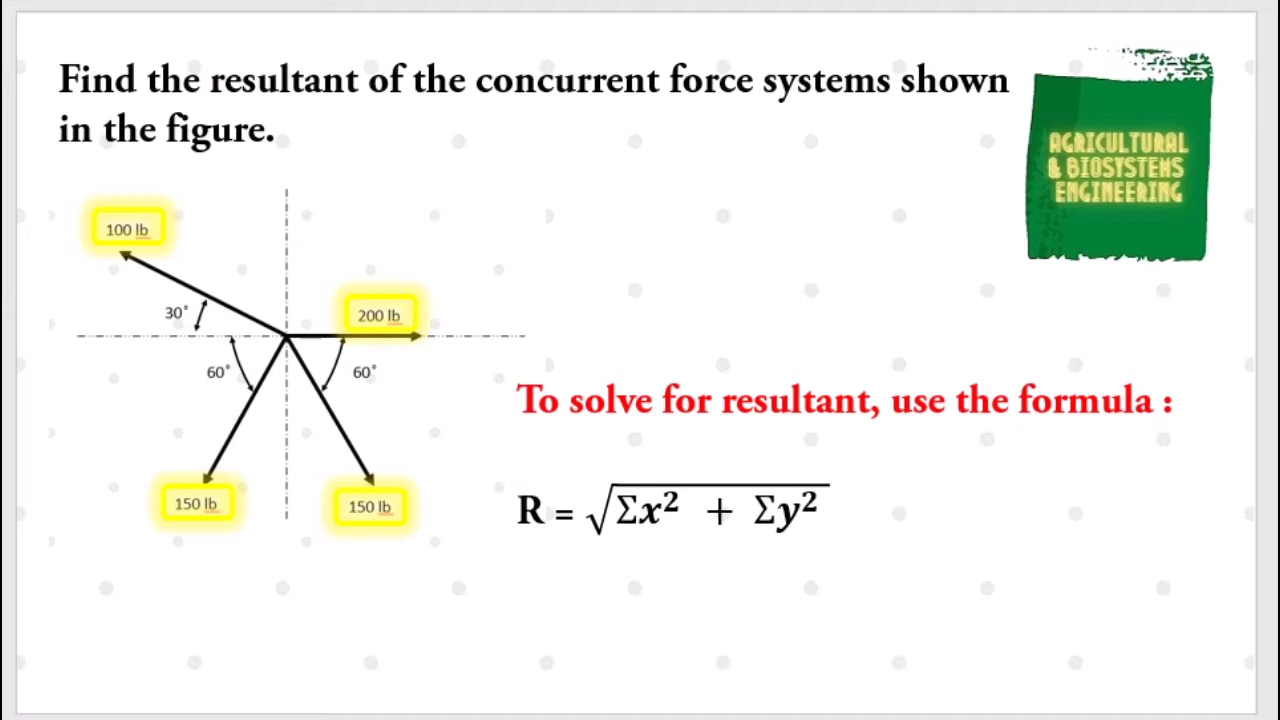 Find the resultant of the concurrent force systems shown
in the figure.
AGRICULTURAL
& BIOSYSTEMS
ENGINEERING
100 lb
30°
200 lb
60°
60°
150 lb
150 lb
To solve for resultant, use the formula :
R = √Σx² + Σy²